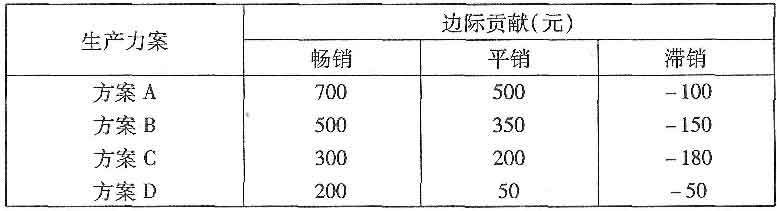 生产力案 边际贡献(元)
畅销 平销 滞销
方案 A 700 500 -100
方案 B 500 350 -150
方案 C 300 200 -180
方案 D 200 50 -50